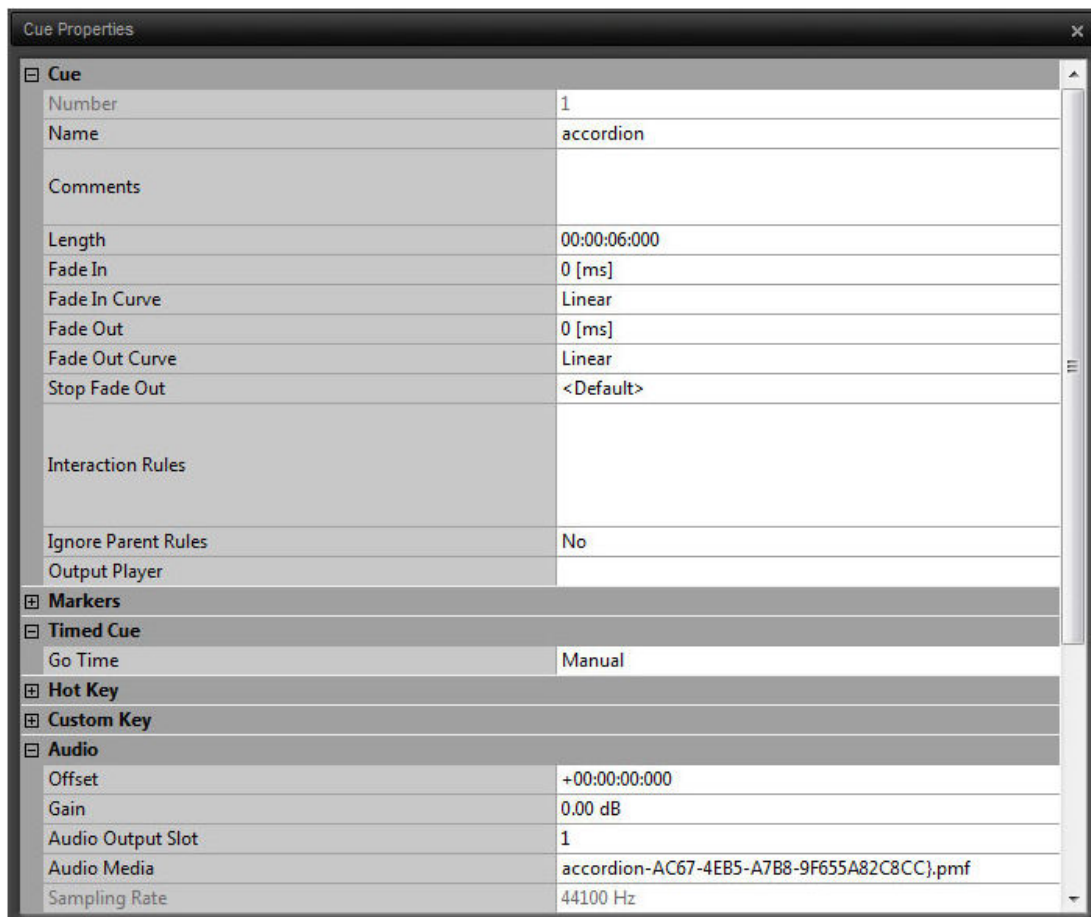 Cue Properties
Cue
Number 1
Name accordion
Comments
Length 00:00:06:000
Fade In 0 [ms]
Fade In Curve Linear
Fade Out 0 [ms]
Fade Out Curve Linear
Stop Fade Out <Default>
Interaction Rules
Ignore Parent Rules No
Output Player
Markers
Timed Cue
Go Time Manual
Hot Key
Custom Key
Audio
Offset +00:00:00:000
Gain 0.00 dB
Audio Output Slot 1
Audio Media accordion-AC67-4EB5-A7B8-9F655A82C8CC}.pmf
Sampling Rate 44100 Hz